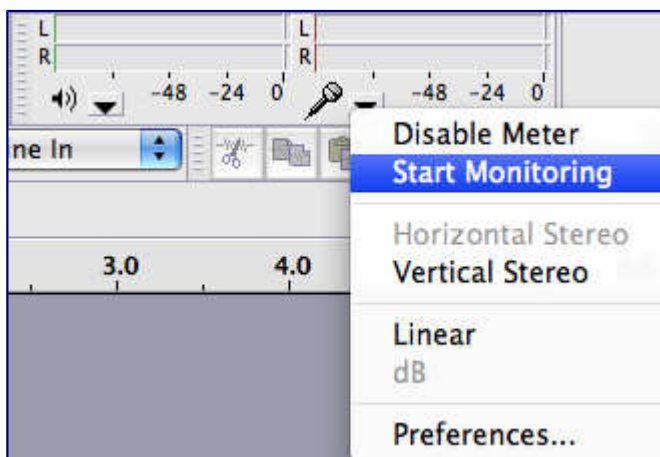 L L
R R
-48 -24 0 -48 -24 0
Disable Meter
ne In
Start Monitoring
Horizontal Stereo
3.0 4.0
Vertical Stereo
Linear
dB
Preferences...